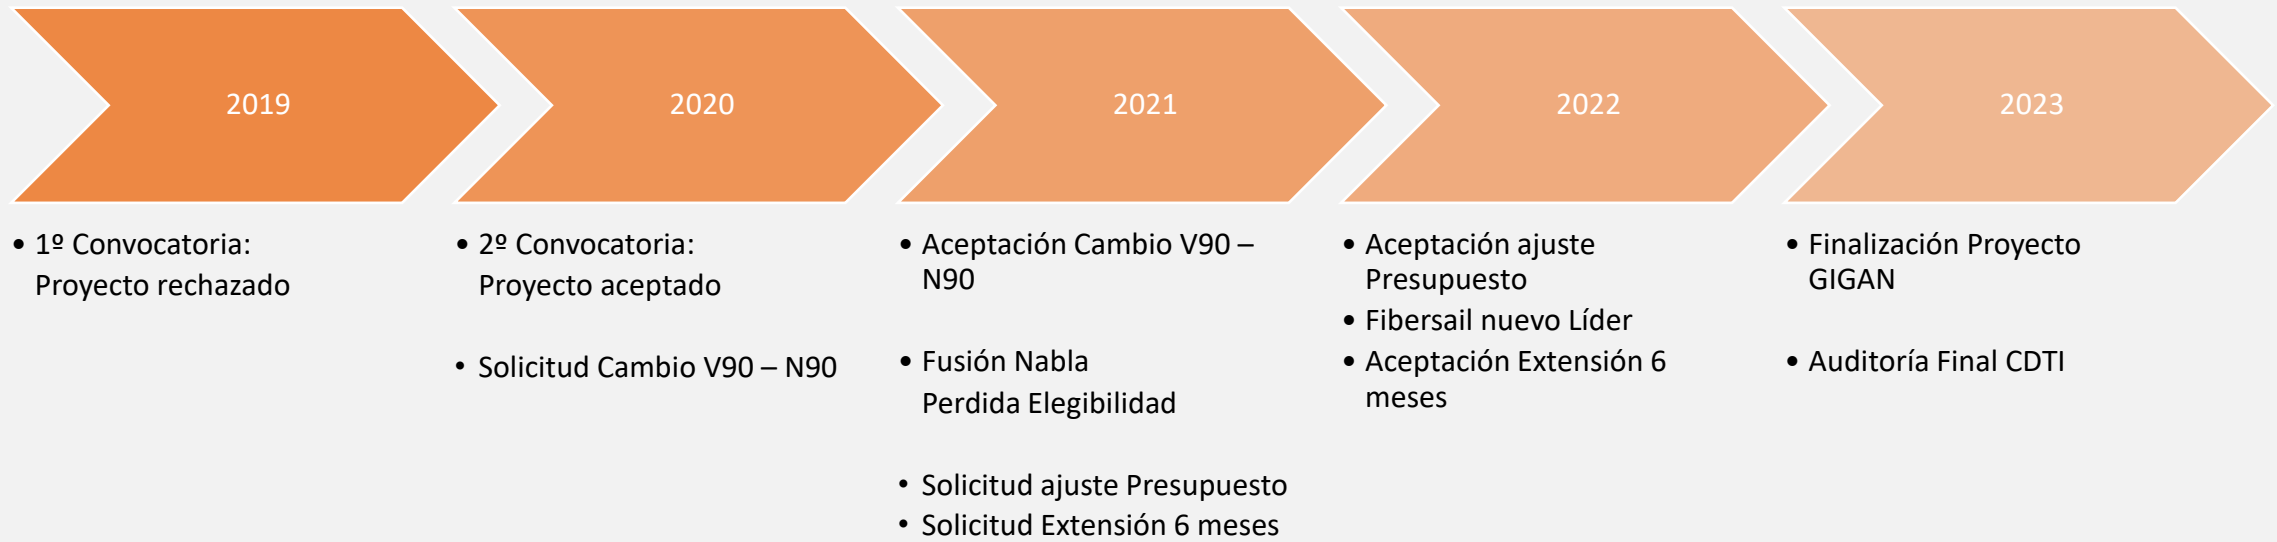 2019
• 1º Convocatoria:
Proyecto rechazado
2020
• 2º Convocatoria:
Proyecto aceptado
• Solicitud Cambio V90 – N90
2021
• Aceptación Cambio V90 –
N90
• Fusión Nabla
Perdida Elegibilidad
• Solicitud ajuste Presupuesto
• Solicitud Extensión 6 meses
2022
• Aceptación ajuste
Presupuesto
• Fibersail nuevo Líder
• Aceptación Extensión 6
meses
2023
• Finalización Proyecto
GIGAN
• Auditoría Final CDTI